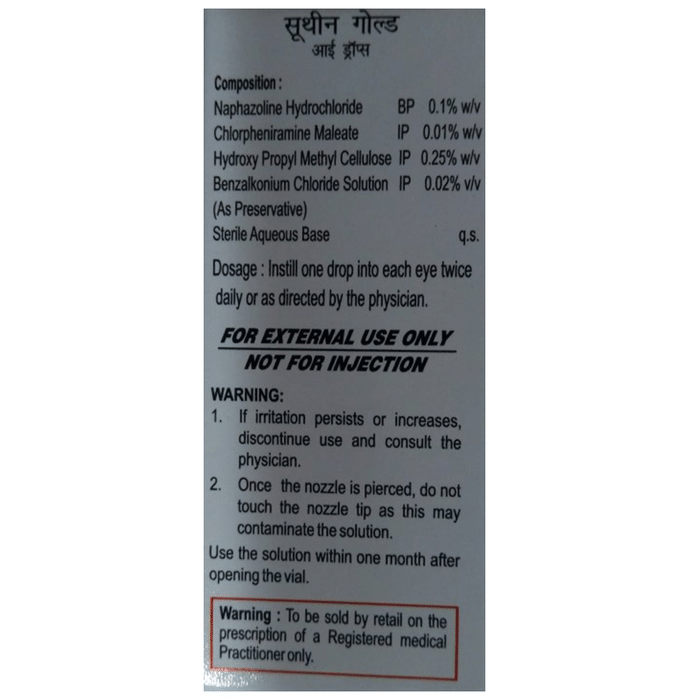 सूथीन गोल्ड
आई ड्रॉप्स
Composition :
Naphazoline Hydrochloride BP 0.1% w/v
Chlorpheniramine Maleate IP 0.01% w/v
Hydroxy Propyl Methyl Cellulose IP 0.25% w/v
Benzalkonium Chloride Solution IP 0.02% v/v
(As Preservative)
Sterile Aqueous Base q.s.
Dosage : Instill one drop into each eye twice
daily or as directed by the physician.
FOR EXTERNAL USE ONLY
NOT FOR INJECTION
WARNING:
1. If irritation persists or increases,
discontinue use and consult the
physician.
2. Once the nozzle is pierced, do not
touch the nozzle tip as this may
contaminate the solution.
Use the solution within one month after
opening the vial.
Warning : To be sold by retail on the
prescription of a Registered medical
Practitioner only.